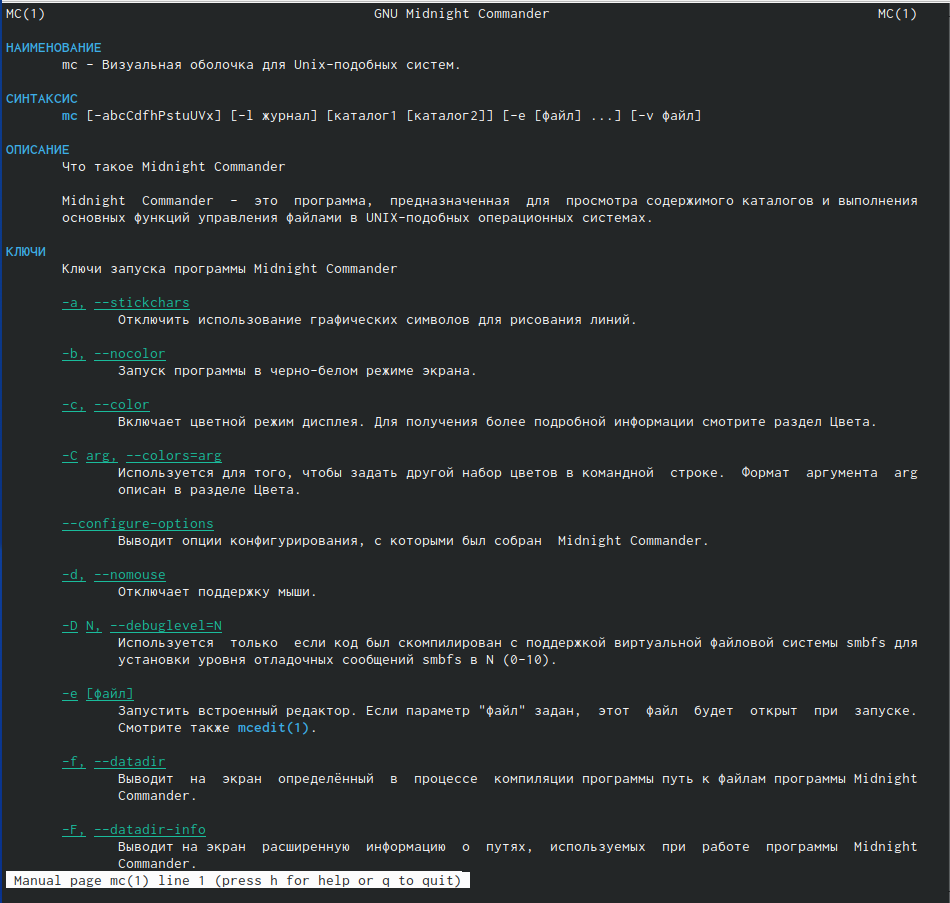 MC(1) GNU Midnight Commander MC(1)
НАИМЕНОВАНИЕ
mc - Визуальная оболочка для Unix-подобных систем.
СИНТАКСИС
mc [-abcCdfhPstuUVx] [-l журнал] [каталог1 [каталог2]] [-e [файл] ...] [-v файл]
ОПИСАНИЕ
Что такое Midnight Commander
Midnight Commander - это программа, предназначенная для просмотра содержимого каталогов и выполнения
основных функций управления файлами в UNIX-подобных операционных системах.
КЛЮЧИ
Ключи запуска программы Midnight Commander
-a, --stickchars
Отключить использование графических символов для рисования линий.
-b, --nocolor
Запуск программы в черно-белом режиме экрана.
-c, --color
Включает цветной режим дисплея. Для получения более подробной информации смотрите раздел Цвета.
-C arg, --colors=arg
Используется для того, чтобы задать другой набор цветов в командной строке. Формат аргумента arg
описан в разделе Цвета.
--configure-options
Выводит опции конфигурирования, с которыми был собран Midnight Commander.
-d, --nomouse
Отключает поддержку мыши.
-D N, --debuglevel=N
Используется только если код был скомпилирован с поддержкой виртуальной файловой системы smbfs для
установки уровня отладочных сообщений smbfs в N (0-10).
-e [файл]
Запустить встроенный редактор. Если параметр "файл" задан, этот файл будет открыт при запуске.
Смотрите также mcedit(1).
-f, --datadir
Выводит на экран определённый в процессе компиляции программы путь к файлам программы Midnight
Commander.
-F, --datadir-info
Выводит на экран расширенную информацию о путях, используемых при работе программы Midnight
Commander.
Manual page mc(1) line 1 (press h for help or q to quit)